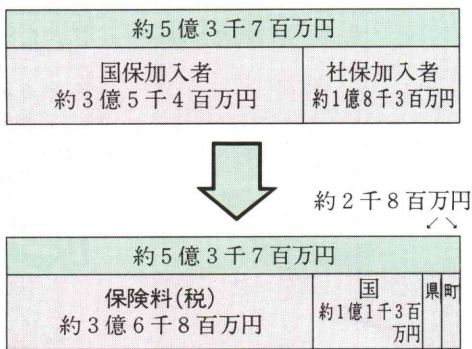 約5億3千7百万円
国保加入者
約3億5千4百万円
社保加入者
約1億8千3百万円
約2千8百万円
約5億3千7百万円
保険料(税)
約3億6千8百万円
国
約1億1千3百
万円
県
町